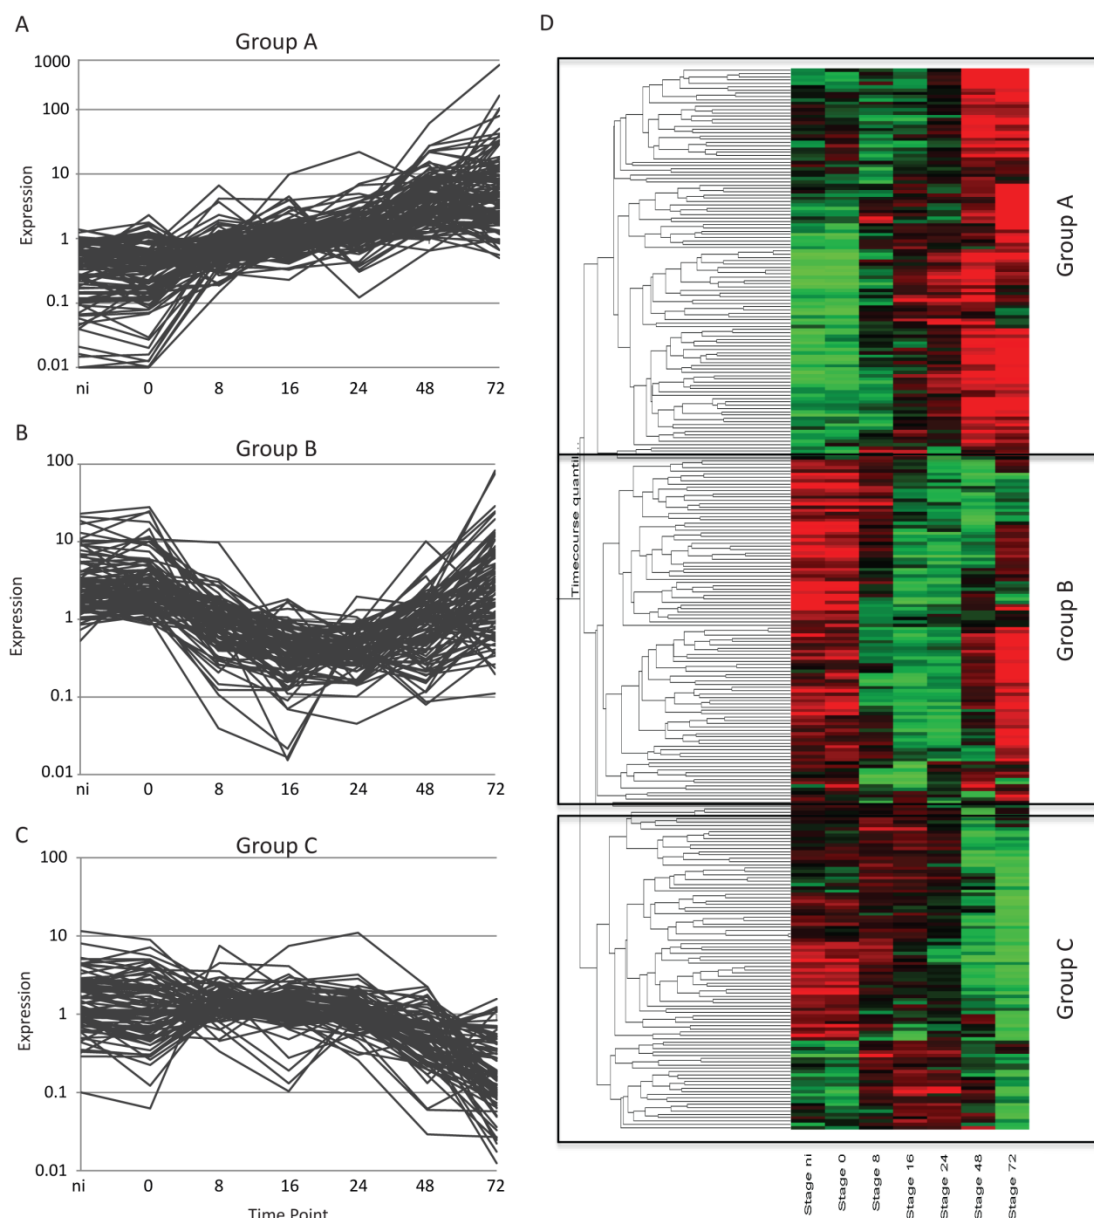 A
Group A
1000
100
10
1
0.1
0.01
Expression
ni 0 8 16 24 48 72
B
Group B
100
10
1
0.1
0.01
Expression
ni 0 8 16 24 48 72
C
Group C
100
10
1
0.1
0.01
Expression
ni 0 8 16 24 48 72
Time Point
D
Timecourse quantil...
Group A
Group B
Group C
Stage ni
Stage 0
Stage 8
Stage 16
Stage 24
Stage 48
Stage 72